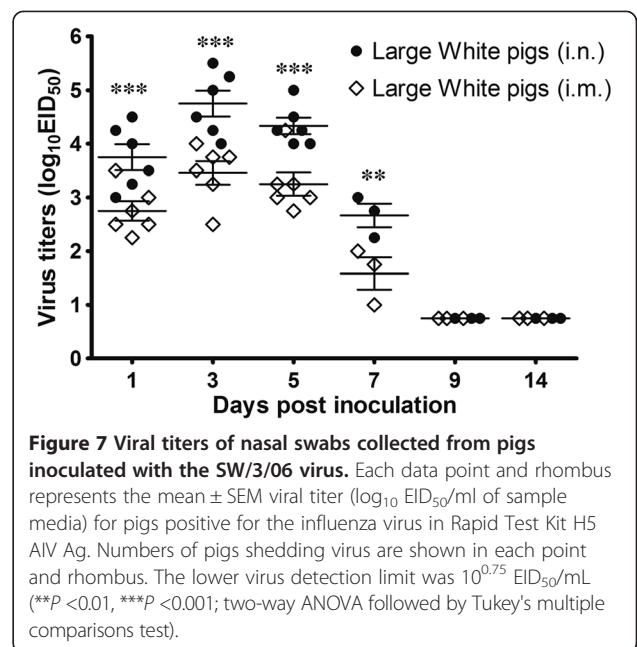 6
5
4
3
2
1
0
Virus titers (log₁₀EID₅₀)
***
***
***
**
● Large White pigs (i.n.)
◇ Large White pigs (i.m.)
1 3 5 7 9 14
Days post inoculation
Figure 7 Viral titers of nasal swabs collected from pigs
inoculated with the SW/3/06 virus. Each data point and rhombus
represents the mean ± SEM viral titer (log₁₀ EID₅₀/ml of sample
media) for pigs positive for the influenza virus in Rapid Test Kit H5
AIV Ag. Numbers of pigs shedding virus are shown in each point
and rhombus. The lower virus detection limit was 10⁰·⁷⁵ EID₅₀/mL
(**P <0.01, ***P <0.001; two-way ANOVA followed by Tukey's multiple
comparisons test).